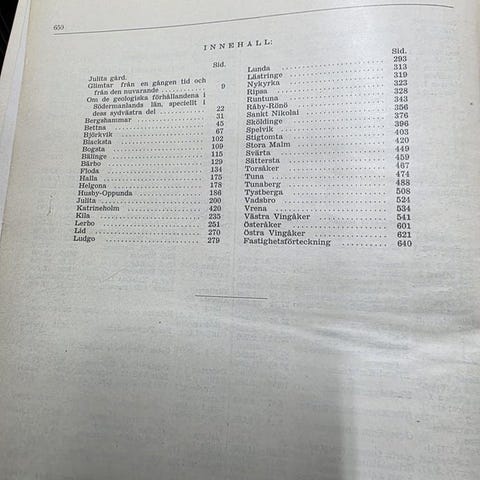 650
INNEHÅLL:
Sid.
Julita gård.
Glimtar från en gången tid och
från den nuvarande .......... 9
Om de geologiska förhållandena i
Södermanlands län, speciellt i
dess sydvästra del .......... 22
Bergshammar .......... 31
Bettna .......... 45
Björkvik .......... 67
Blacksta .......... 102
Bogsta .......... 109
Bälinge .......... 115
Bärbo .......... 129
Floda .......... 134
Halla .......... 175
Helgona .......... 178
Husby-Oppunda .......... 186
Julita .......... 200
Katrineholm .......... 420
Kila .......... 235
Lerbo .......... 251
Lid .......... 270
Ludgo .......... 279
Sid.
Lunda .......... 293
Lästringe .......... 313
Nykyrka .......... 319
Ripsa .......... 323
Runtuna .......... 328
Råby-Rönö .......... 343
Sankt Nikolai .......... 356
Sköldinge .......... 376
Spelvik .......... 396
Stigtomta .......... 403
Stora Malm .......... 420
Svärta .......... 449
Sättersta .......... 459
Torsåker .......... 467
Tuna .......... 474
Tunaberg .......... 488
Tystberga .......... 508
Vadsbro .......... 524
Vrena .......... 534
Västra Vingåker .......... 541
Österåker .......... 601
Östra Vingåker .......... 621
Fastighetsförteckning .......... 640